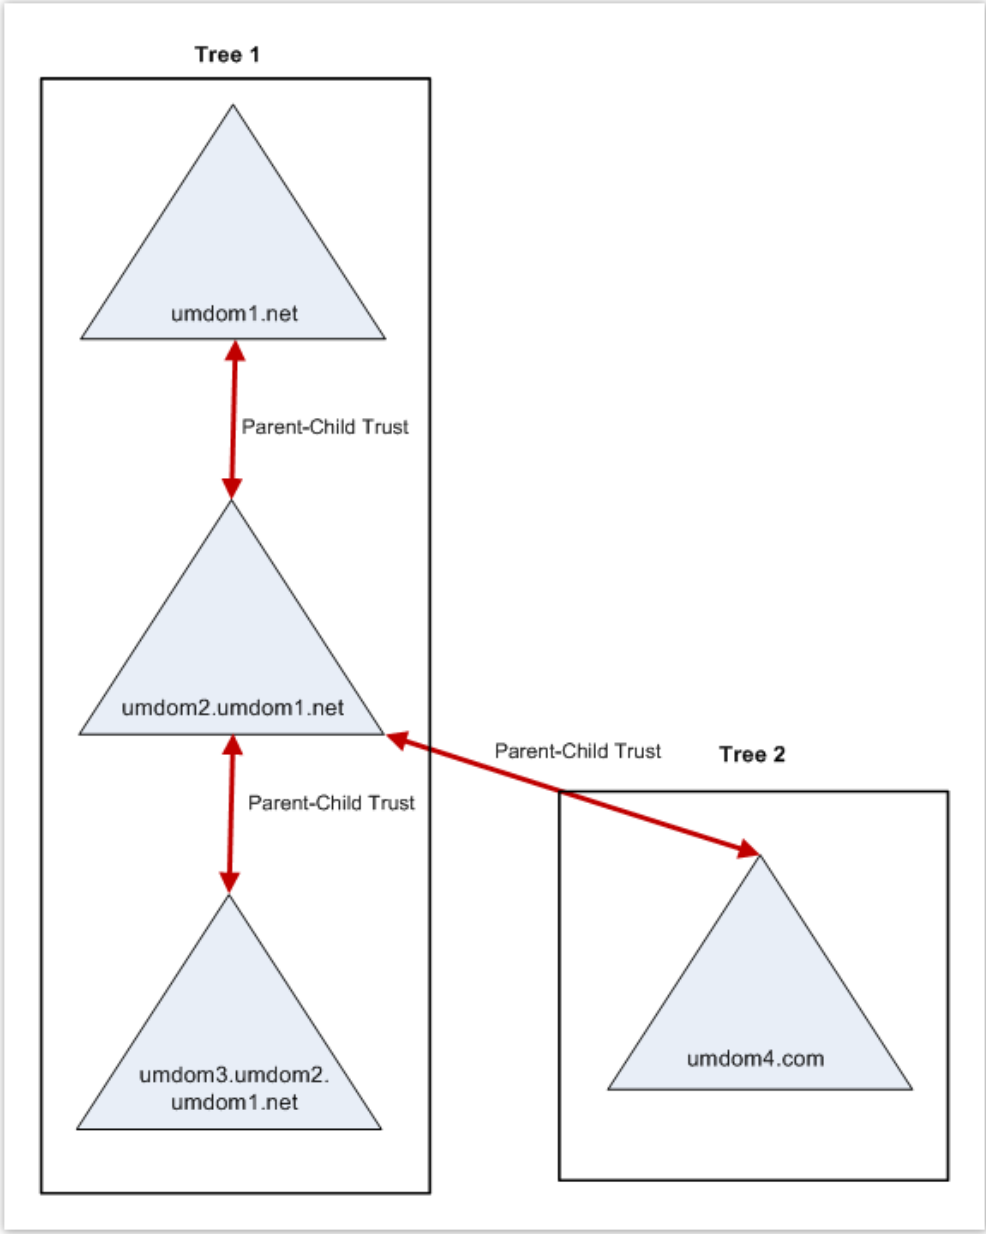 Tree 1
umdom1.net
Parent-Child Trust
umdom2.umdom1.net
Parent-Child Trust
Tree 2
Parent-Child Trust
umdom4.com
umdom3.umdom2.
umdom1.net